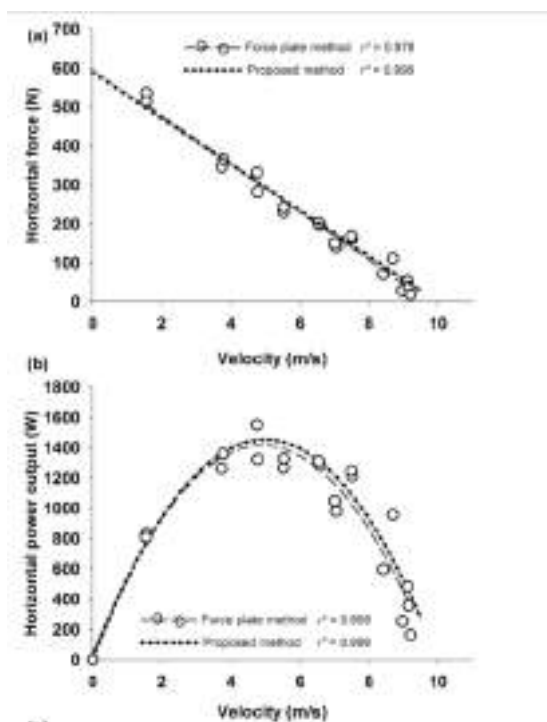 (a)
700
600
500
400
300
200
100
0
Horizontal force (N)
Force plate method r² = 0.978
Proposed method
0 2 4 6 8 10
Velocity (m/s)
(b)
1800
1600
1400
1200
1000
800
600
400
200
0
Horizontal power output (W)
Force plate method
Proposed method
0 2 4 6 8 10
Velocity (m/s)